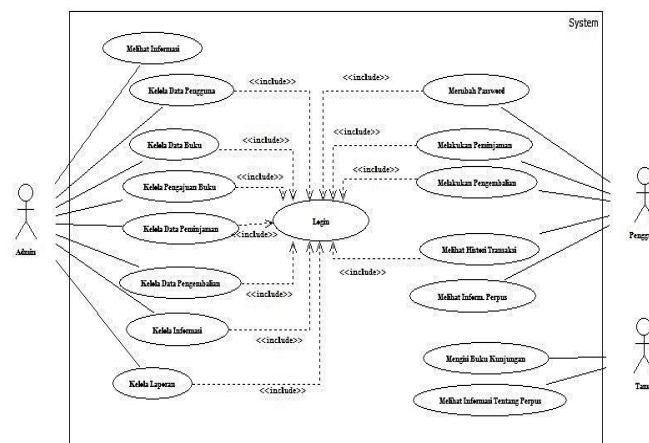 System
Melihat Informasi
Kelola Data Pengguna
<<include>>
<<include>>
Merubah Password
Kelola Data Buku
<<include>>
<<include>>
Melakukan Peminjaman
Kelola Pengajuan Buku
<<include>>
<<include>>
Melakukan Pengembalian
Admin
Kelola Data Peminjaman
<<include>>
Login
Pengg
Melihat Histori Transaksi
<<include>>
Kelola Data Pengembalian
<<include>>
Melihat Inform. Perpus
Kelola Informasi
<<include>>
Mengisi Buku Kunjungan
Kelola Laporan
<<include>>
Tam
Melihat Informasi Tentang Perpus